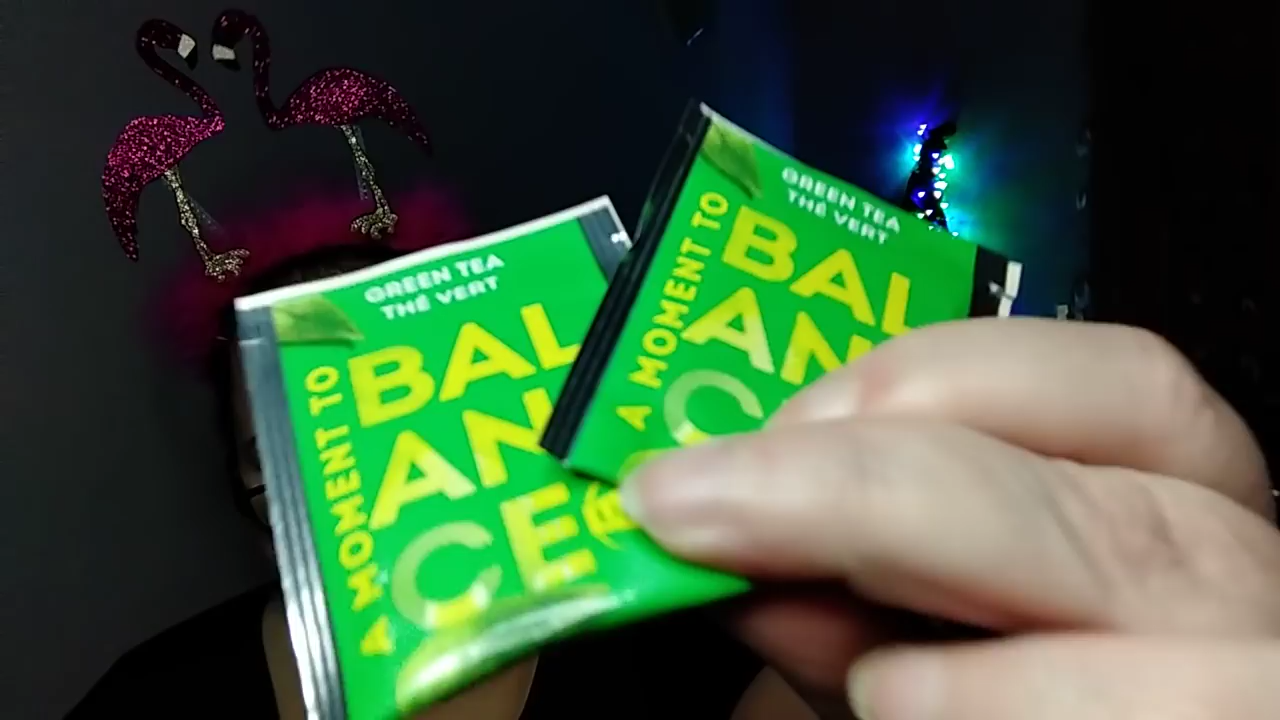 GREEN TEA
THÉ VERT
A MOMENT TO
BAL
AN
CE
GREEN TEA
THÉ VERT
A MOMENT TO
BAL
AN
C